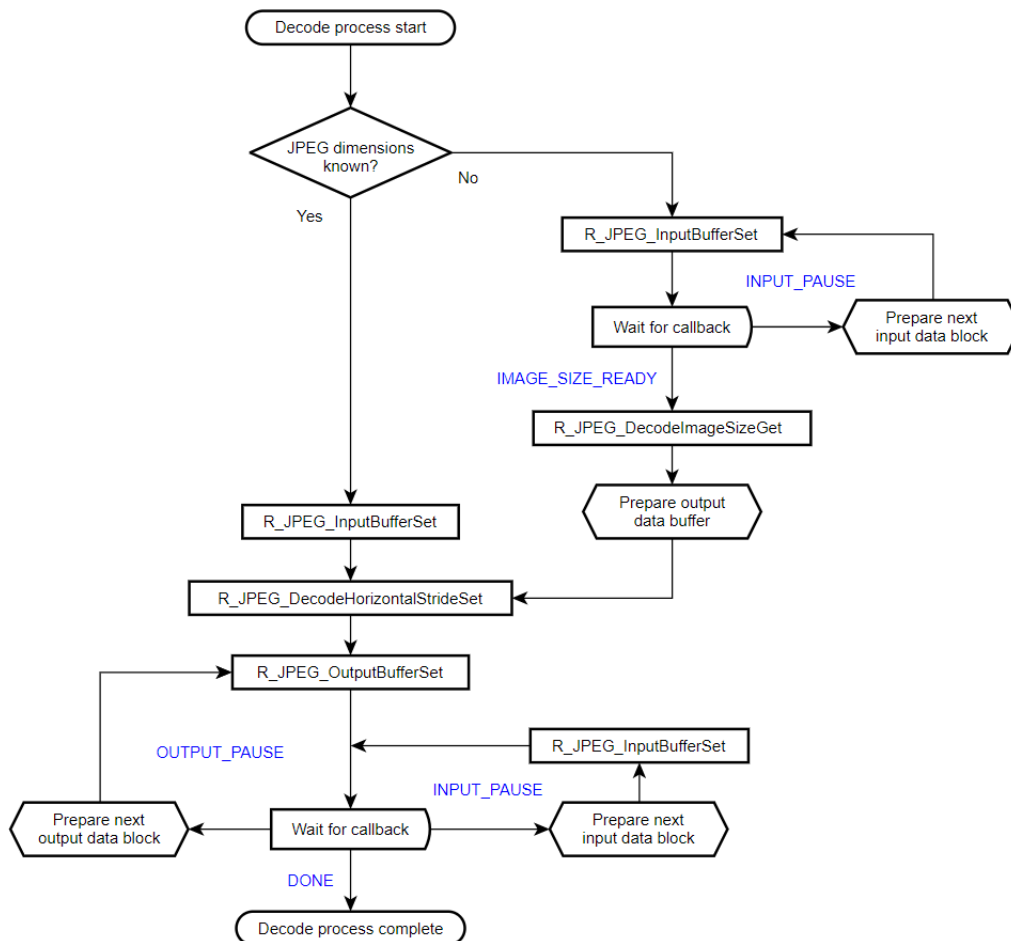 Decode process start
JPEG dimensions
known?
No
Yes
R_JPEG_InputBufferSet
INPUT_PAUSE
Wait for callback
Prepare next
input data block
IMAGE_SIZE_READY
R_JPEG_DecodeImageSizeGet
Prepare output
data buffer
R_JPEG_InputBufferSet
R_JPEG_DecodeHorizontalStrideSet
R_JPEG_OutputBufferSet
OUTPUT_PAUSE
R_JPEG_InputBufferSet
INPUT_PAUSE
Prepare next
output data block
Wait for callback
Prepare next
input data block
DONE
Decode process complete